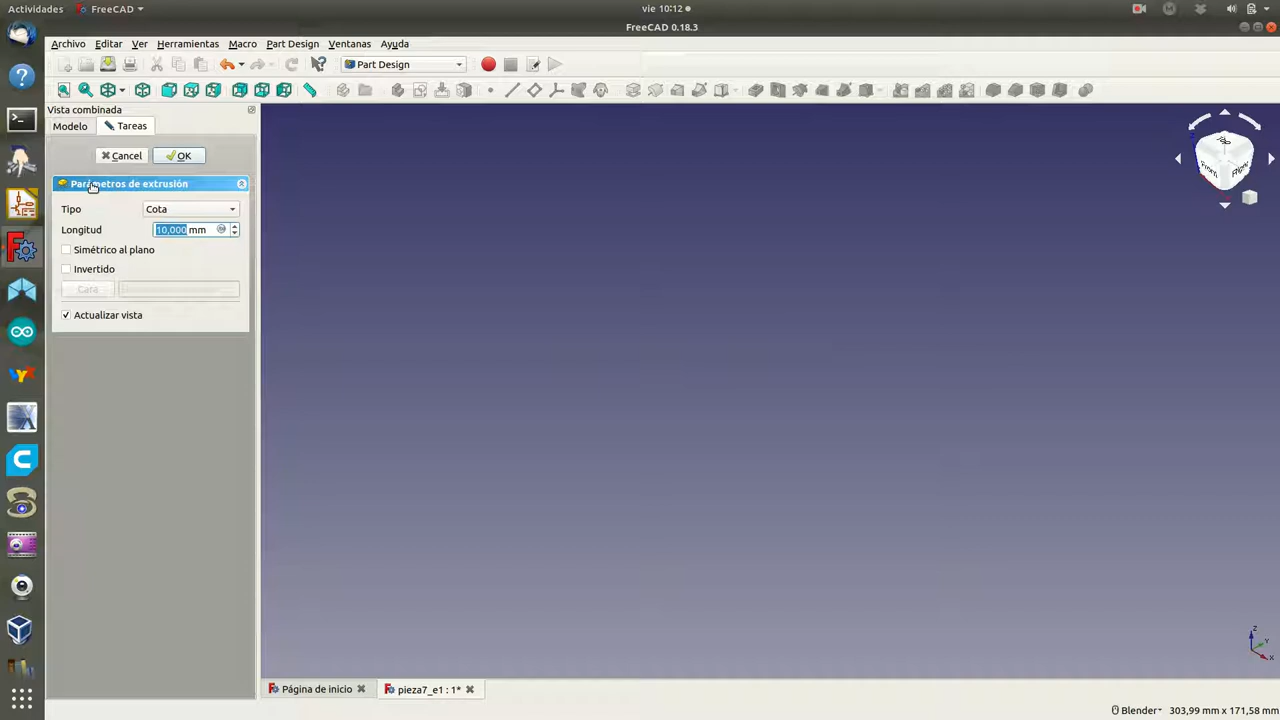 Actividades FreeCAD vie 10:12
FreeCAD 0.18.3
Archivo Editar Ver Herramientas Macro Part Design Ventanas Ayuda
Part Design
Vista combinada
Modelo Tareas
Cancel OK
Parámetros de extrusión
Tipo Cota
Longitud 10,000 mm
Simétrico al plano
Invertido
Cara
Actualizar vista
Front
Página de inicio pieza7_e1 : 1*
Blender 303,99 mm x 171,58 mm